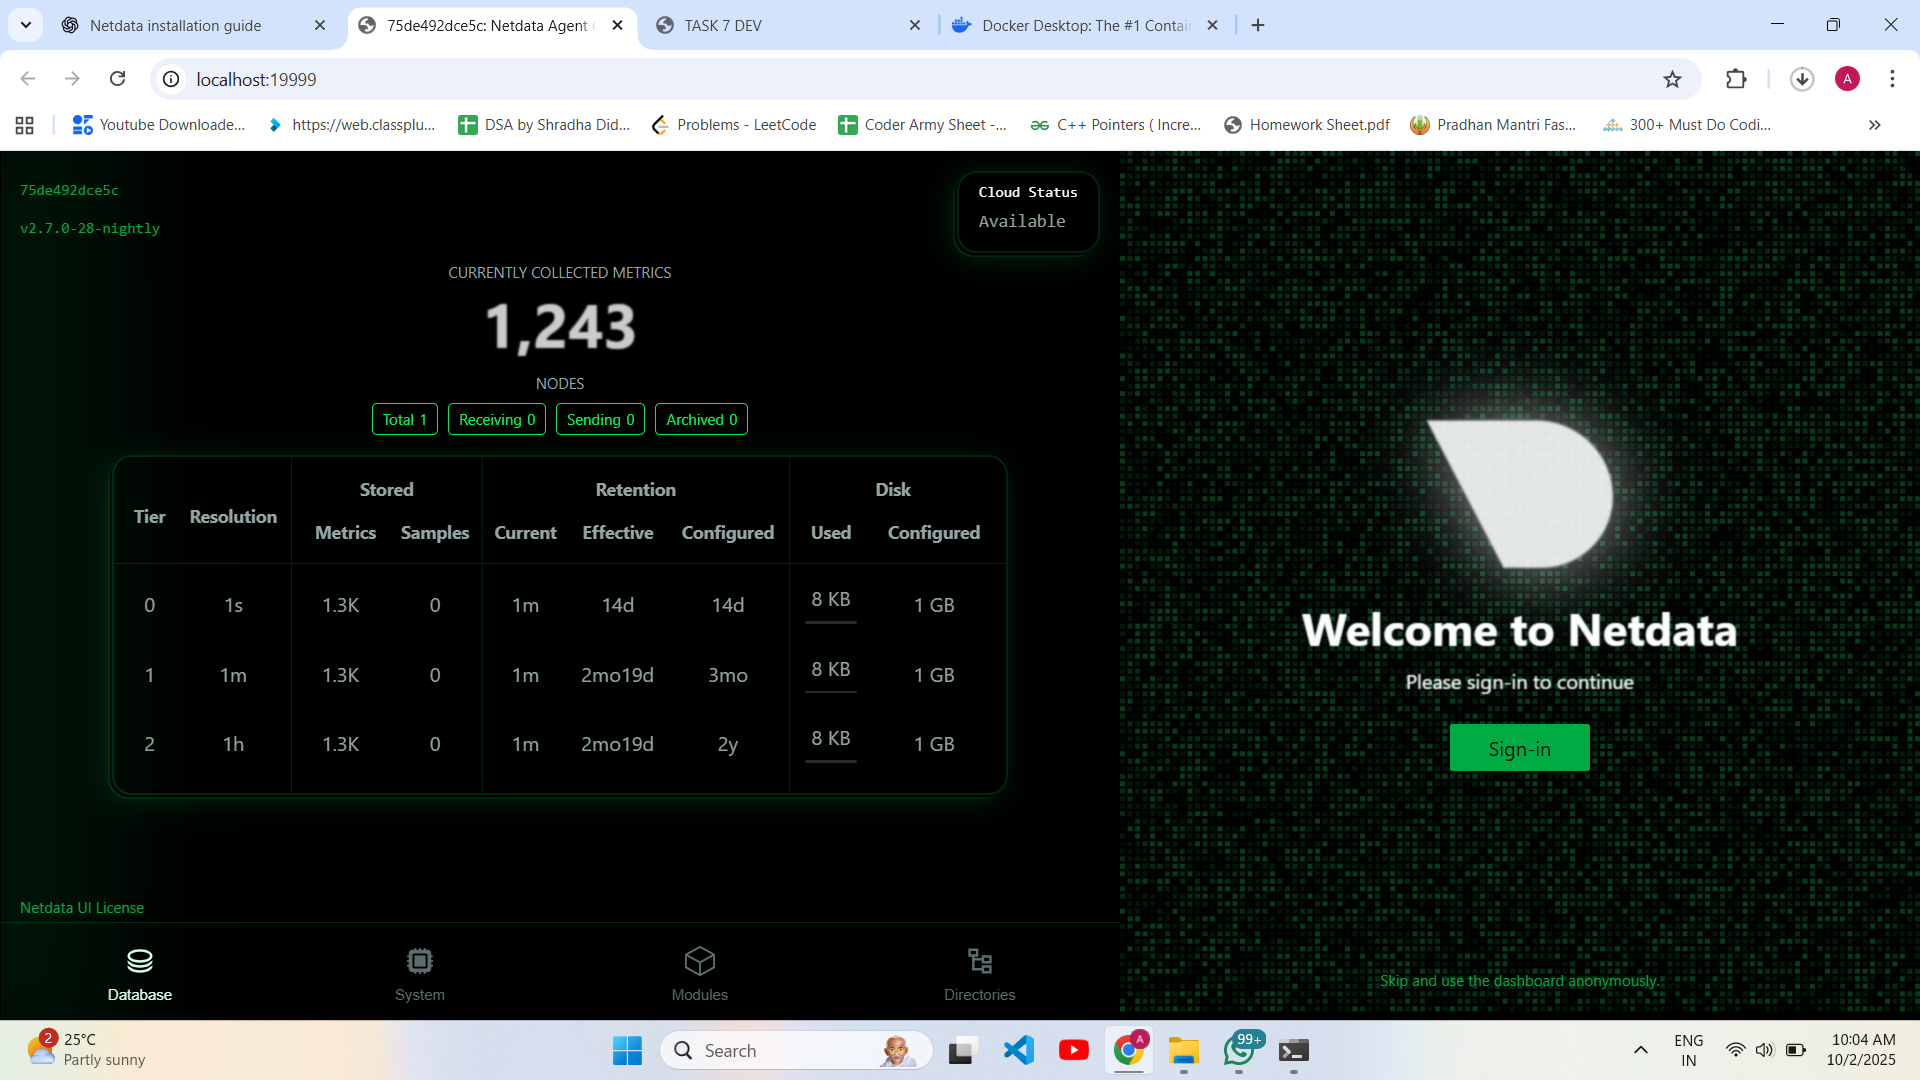 Netdata installation guide
75de492dce5c: Netdata Agent
TASK 7 DEV
Docker Desktop: The #1 Contai
localhost:19999
A
Youtube Downloade...
https://web.classplu...
DSA by Shradha Did...
Problems - LeetCode
Coder Army Sheet -...
C++ Pointers ( Incre...
Homework Sheet.pdf
Pradhan Mantri Fas...
300+ Must Do Codi...
75de492dce5c
v2.7.0-28-nightly
Cloud Status
Available
CURRENTLY COLLECTED METRICS
1,243
NODES
Total 1 Receiving 0 Sending 0 Archived 0
Stored Retention Disk
Tier Resolution
Metrics Samples Current Effective Configured Used Configured
0 1s 1.3K 0 1m 14d 14d 8 KB 1 GB
1 1m 1.3K 0 1m 2mo19d 3mo 8 KB 1 GB
2 1h 1.3K 0 1m 2mo19d 2y 8 KB 1 GB
Netdata UI License
Database System Modules Directories
Welcome to Netdata
Please sign-in to continue
Sign-in
Skip and use the dashboard anonymously.
2
25°C
Partly sunny
Search
A
99+
ENG
IN
10:04 AM
10/2/2025